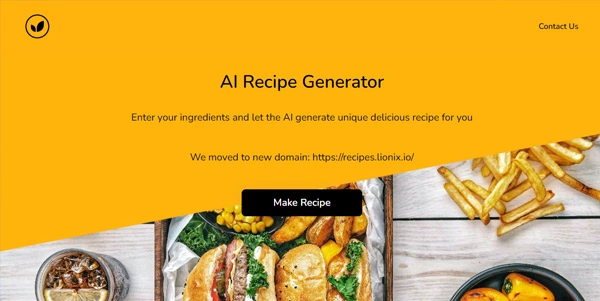 Contact Us
AI Recipe Generator
Enter your ingredients and let the AI generate unique delicious recipe for you
We moved to new domain: https://recipes.lionix.io/
Make Recipe